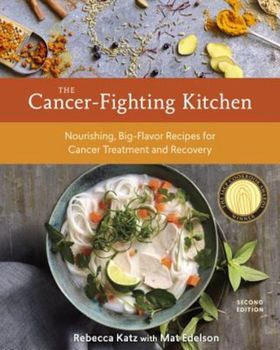 THE
Cancer-Fighting Kitchen
Nourishing, Big-Flavor Recipes for
Cancer Treatment and Recovery
WINNER
SECOND
EDITION
Rebecca Katz with Mat Edelson